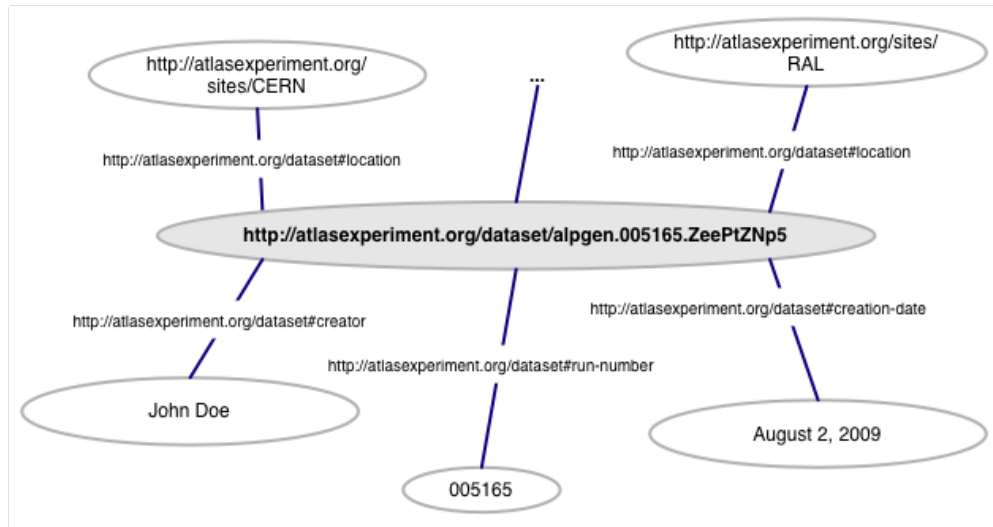 http://atlasexperiment.org/
sites/CERN
...
http://atlasexperiment.org/sites/
RAL
http://atlasexperiment.org/dataset#location
http://atlasexperiment.org/dataset#location
http://atlasexperiment.org/dataset/alpgen.005165.ZeePtZNp5
http://atlasexperiment.org/dataset#creator
http://atlasexperiment.org/dataset#run-number
http://atlasexperiment.org/dataset#creation-date
John Doe
005165
August 2, 2009